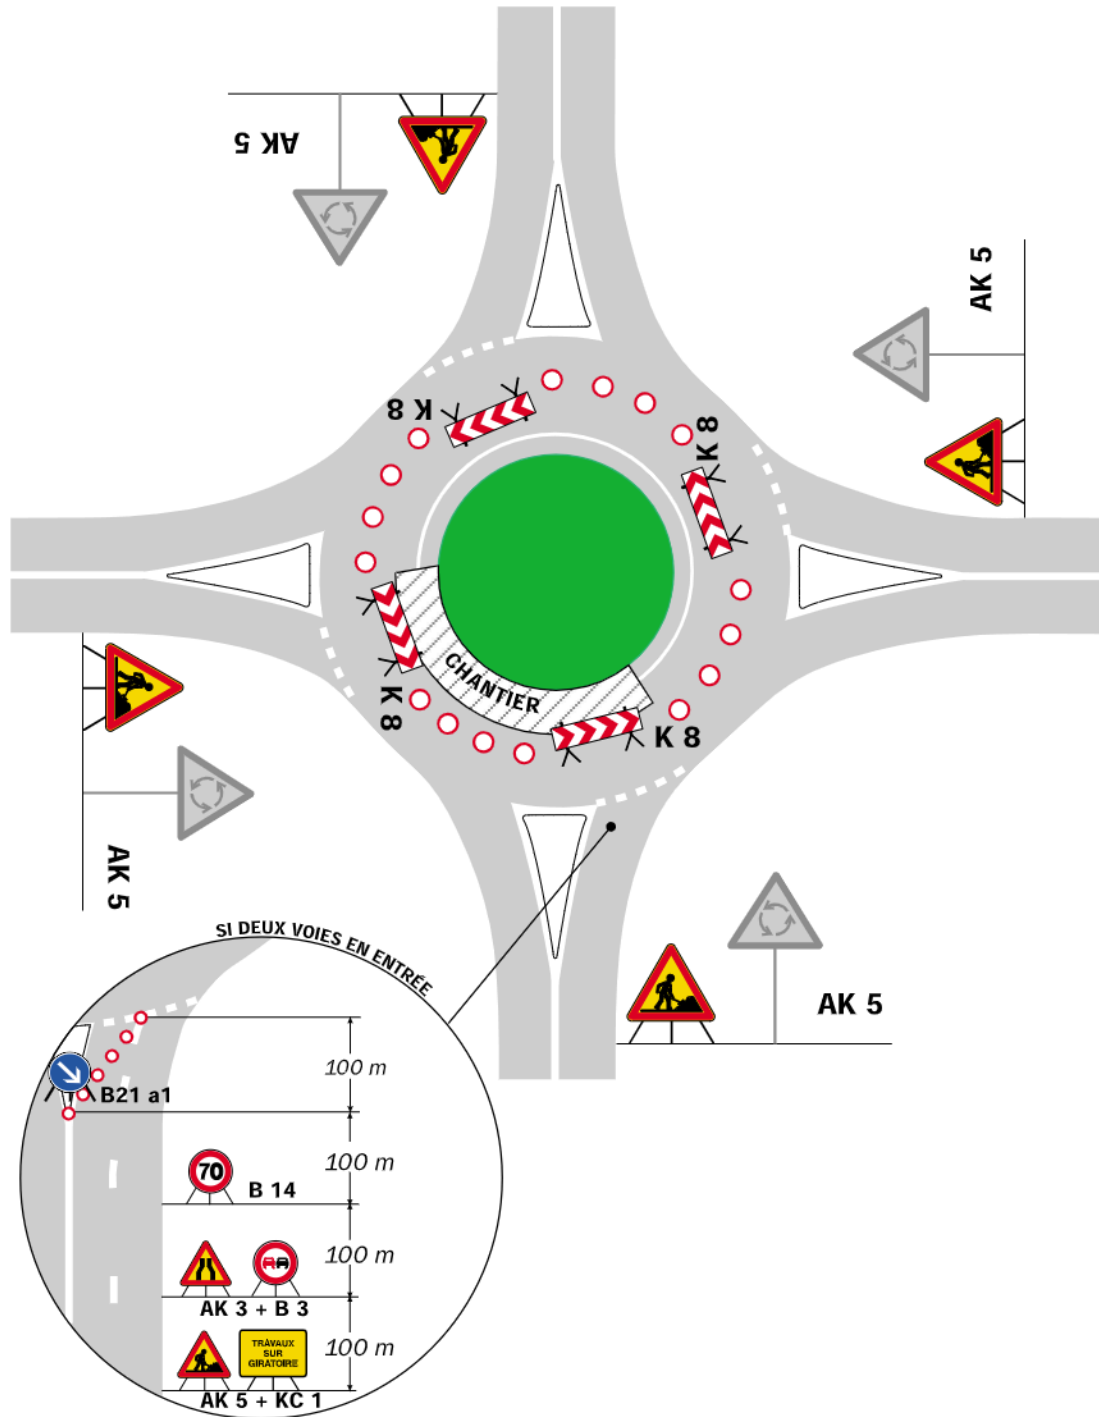 AK 5
AK 5
K 8
K 8
CHANTIER
K 8
K 8
AK 5
AK 5
SI DEUX VOIES EN ENTRÉE
100 m
B21 a1
100 m
70
B 14
100 m
AK 3 + B 3
TRAVAUX
SUR
GIRATOIRE
100 m
AK 5 + KC 1